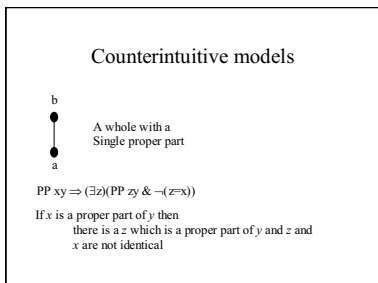 Counterintuitive models
b
A whole with a
Single proper part
a
PP xy ⇒ (∃z)(PP zy & ¬(z=x))
If x is a proper part of y then
there is a z which is a proper part of y and z and
x are not identical